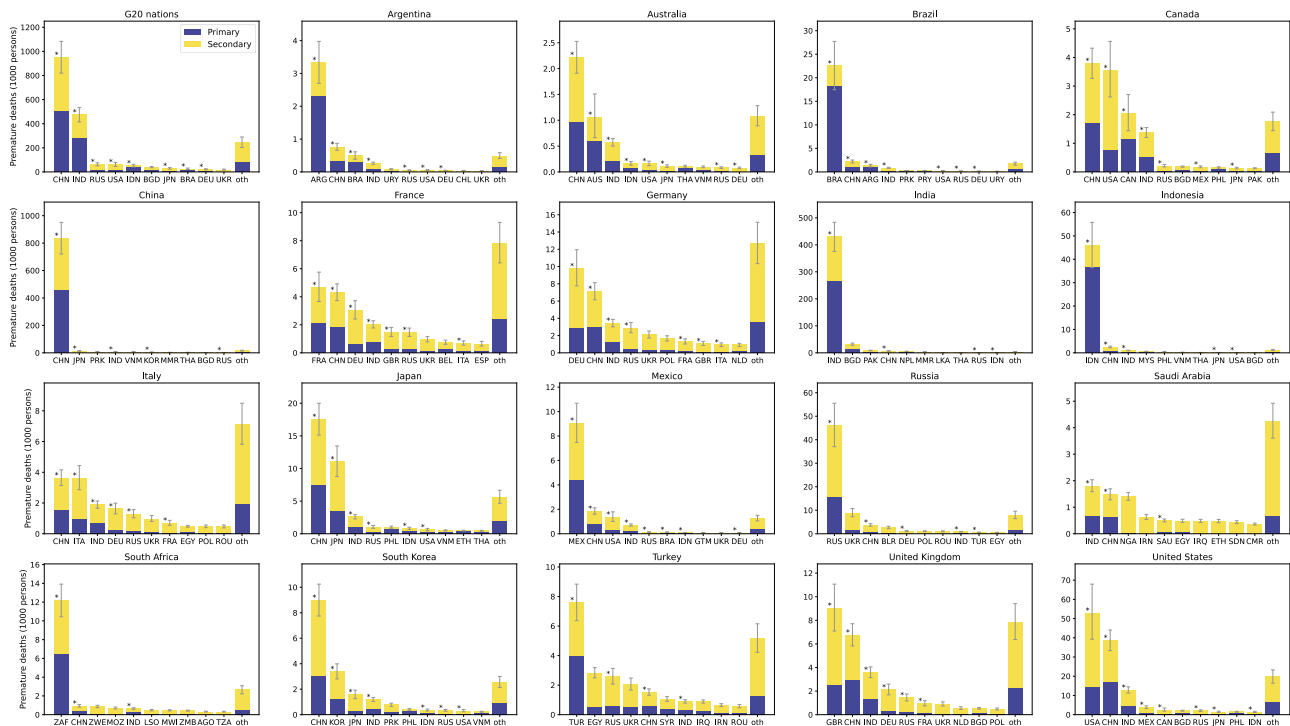 G20 nations
Argentina
Australia
Brazil
Canada
Premature deaths (1000 persons)
1200
1000
800
600
400
200
0
Primary
Secondary
4
3
2
1
0
2.5
2.0
1.5
1.0
0.5
0.0
35
30
25
20
15
10
5
0
5
4
3
2
1
0
CHN IND RUS USA IDN BGD JPN BRA DEU UKR oth
ARG CHN BRA IND URY RUS USA DEU CHL UKR oth
CHN AUS IND IDN USA JPN THA VNM RUS DEU oth
BRA CHN ARG IND PRK USA RUS DEU URY oth
CHN USA CAN IND RUS BGD MEX PHL JPN PAK oth
China
France
Germany
India
Indonesia
Premature deaths (1000 persons)
1000
800
600
400
200
0
10
8
6
4
2
0
16
14
12
10
8
6
4
2
0
500
400
300
200
100
0
60
50
40
30
20
10
0
CHN JPN PRK IND VNM KOR MMR THA BGD RUS oth
FRA CHN DEU IND GBR RUS UKR BEL ITA ESP oth
DEU CHN IND RUS UKR POL FRA GBR ITA NLD oth
IND BGD PAK CHN NPL MMR LKA THA RUS IDN oth
IDN CHN IND MYS PHL VNM THA JPN USA BGD oth
Italy
Japan
Mexico
Russia
Saudi Arabia
Premature deaths (1000 persons)
8
6
4
2
0
20
15
10
5
0
12
10
8
6
4
2
0
60
50
40
30
20
10
0
5
4
3
2
1
0
CHN ITA IND DEU RUS UKR FRA EGY POL ROU oth
CHN JPN IND RUS PHL IDN USA VNM ETH THA oth
MEX CHN USA IND RUS BRA IDN GTM UKR DEU oth
RUS UKR CHN BLR DEU POL ROU IND TUR EGY oth
IND CHN NGA IRN SAU EGY IRQ ETH SDN CMR oth
South Africa
South Korea
Turkey
United Kingdom
United States
Premature deaths (1000 persons)
16
14
12
10
8
6
4
2
0
10
8
6
4
2
0
10
8
6
4
2
0
12
10
8
6
4
2
0
70
60
50
40
30
20
10
0
ZAF CHN ZWE MOZ IND LSO MWI ZMB AGO TZA oth
CHN KOR JPN IND PRK PHL IDN RUS USA VNM oth
TUR EGY RUS UKR CHN SYR IND IRQ IRN ROU oth
GBR CHN IND DEU RUS FRA UKR NLD BGD POL oth
USA CHN IND MEX CAN BGD RUS JPN PHL IDN oth